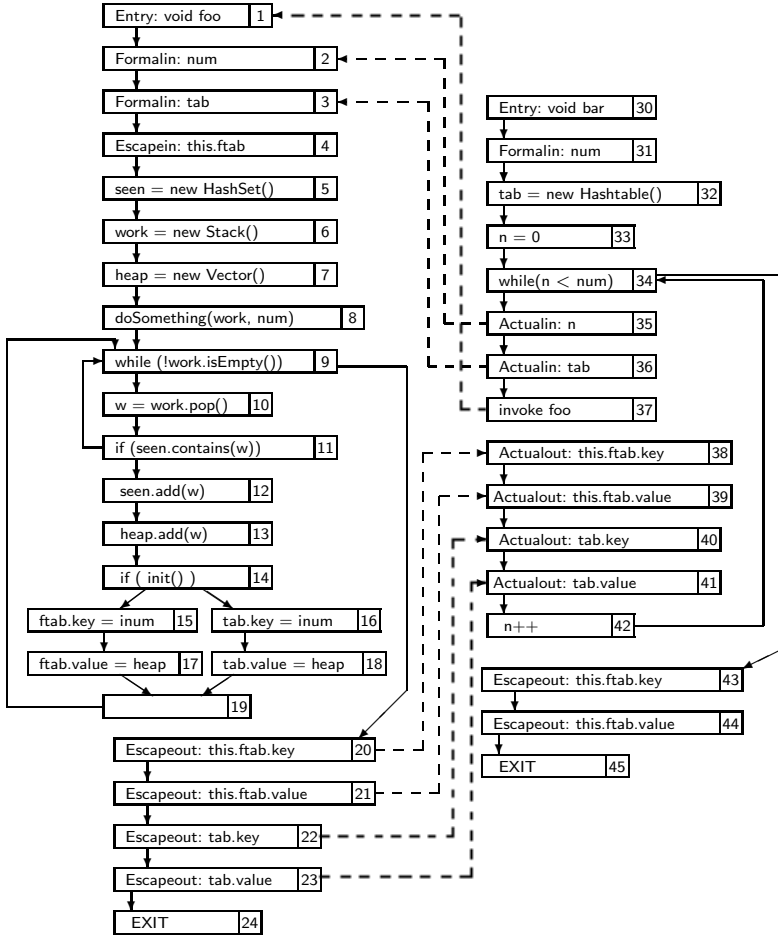 Entry: void foo 1
Formalin: num 2
Formalin: tab 3
Escapein: this.ftab 4
seen = new HashSet() 5
work = new Stack() 6
heap = new Vector() 7
doSomething(work, num) 8
while (!work.isEmpty()) 9
w = work.pop() 10
if (seen.contains(w)) 11
seen.add(w) 12
heap.add(w) 13
if ( init() ) 14
ftab.key = inum 15
tab.key = inum 16
ftab.value = heap 17
tab.value = heap 18
19
Escapeout: this.ftab.key 20
Escapeout: this.ftab.value 21
Escapeout: tab.key 22
Escapeout: tab.value 23
EXIT 24
Entry: void bar 30
Formalin: num 31
tab = new Hashtable() 32
n = 0 33
while(n < num) 34
Actualin: n 35
Actualin: tab 36
invoke foo 37
Actualout: this.ftab.key 38
Actualout: this.ftab.value 39
Actualout: tab.key 40
Actualout: tab.value 41
n++ 42
Escapeout: this.ftab.key 43
Escapeout: this.ftab.value 44
EXIT 45